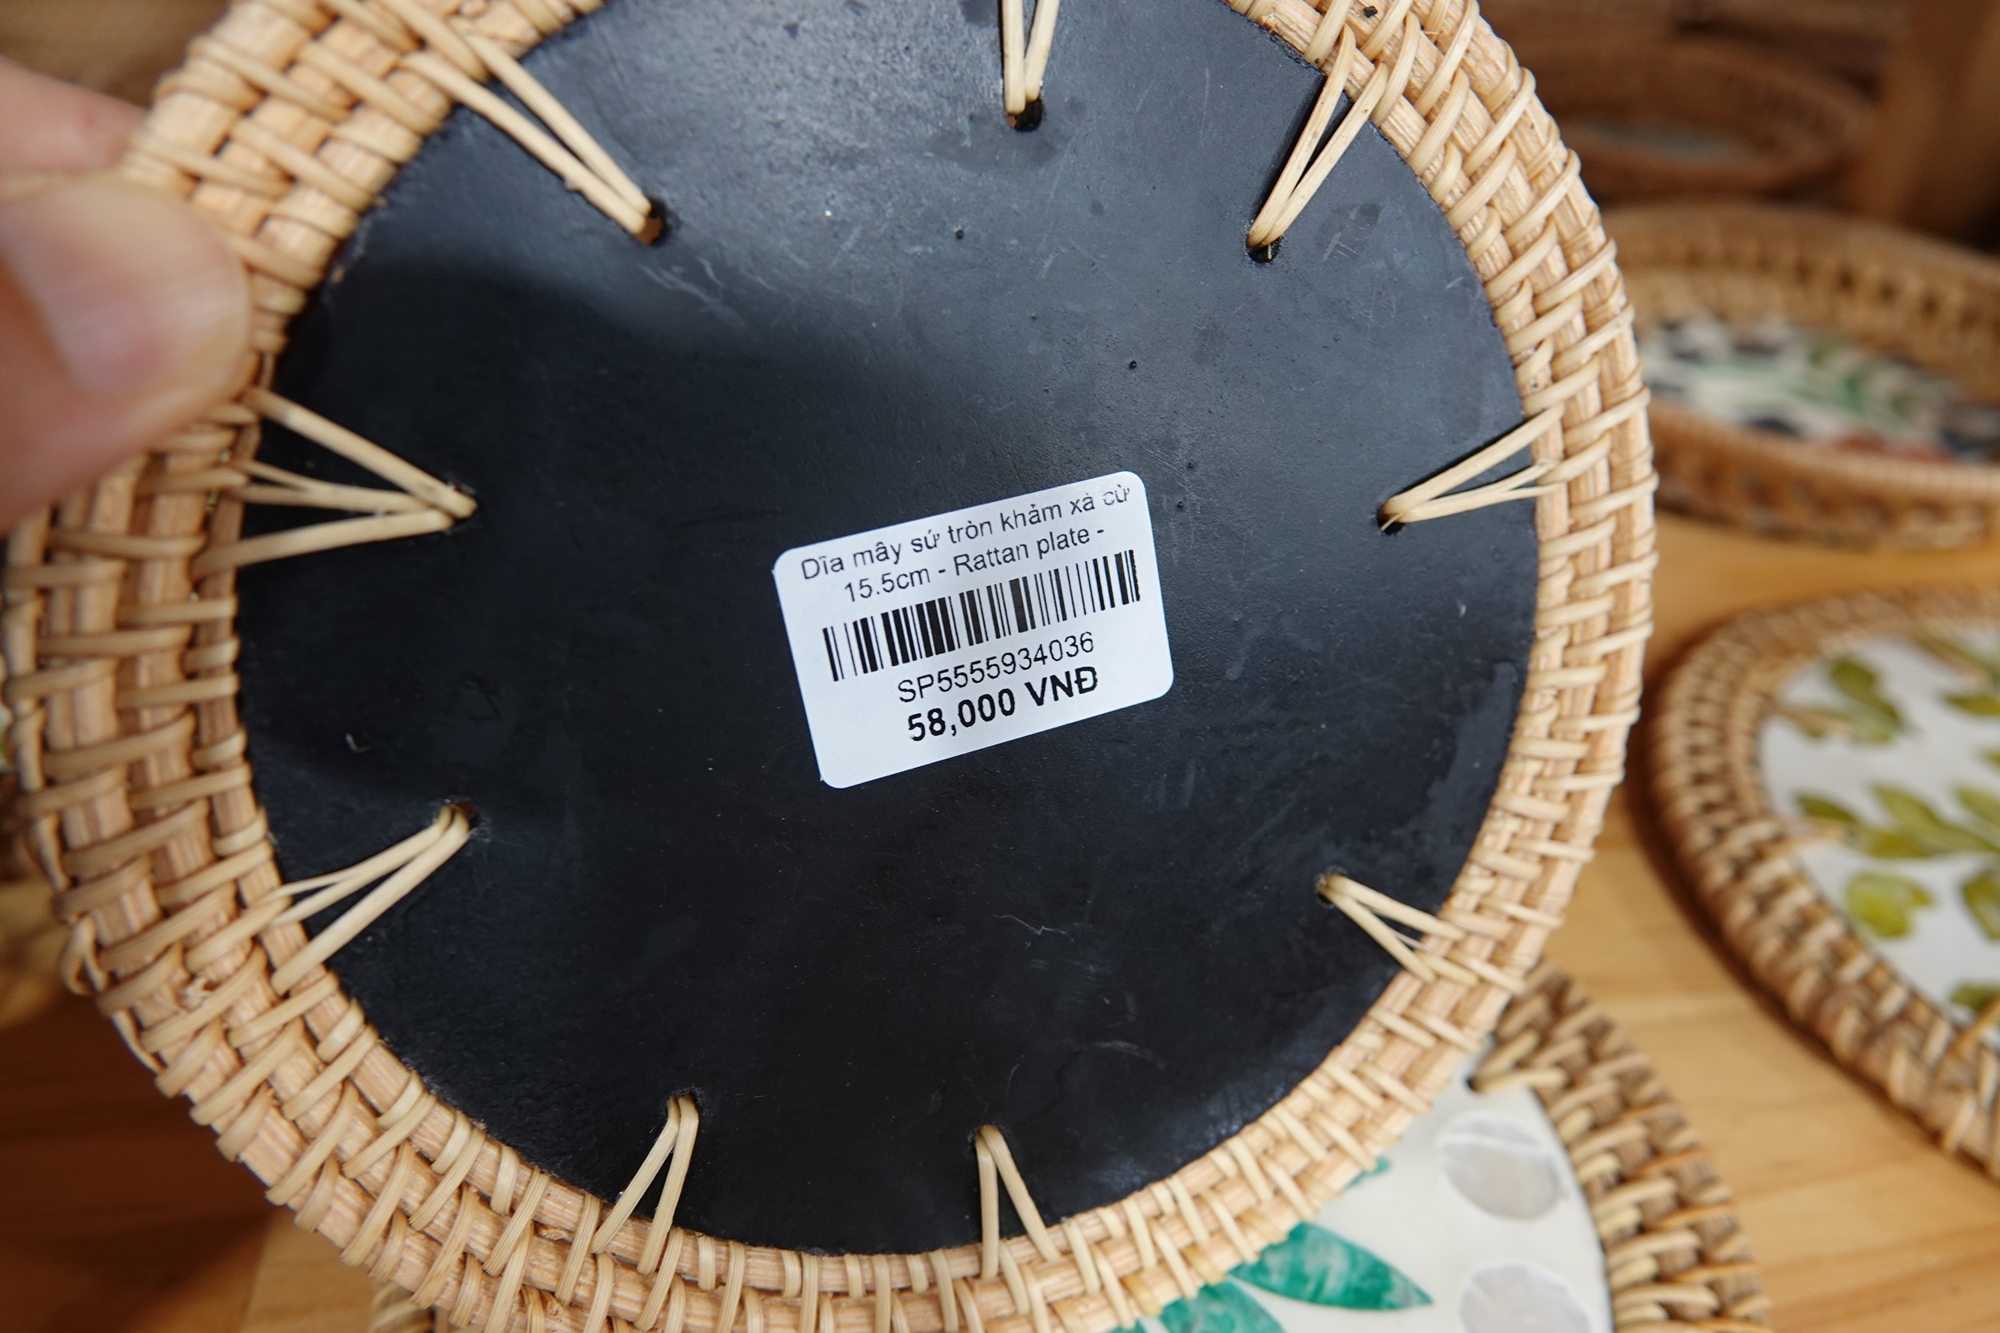 Dĩa mây sứ tròn khảm xà cừ
15.5cm - Rattan plate -
SP5555934036
58,000 VNĐ